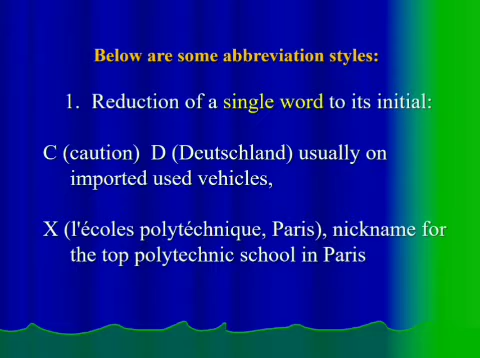 Below are some abbreviation styles:
1. Reduction of a single word to its initial:
C (caution) D (Deutschland) usually on
imported used vehicles,
X (l'écoles polytéchnique, Paris), nickname for
the top polytechnic school in Paris